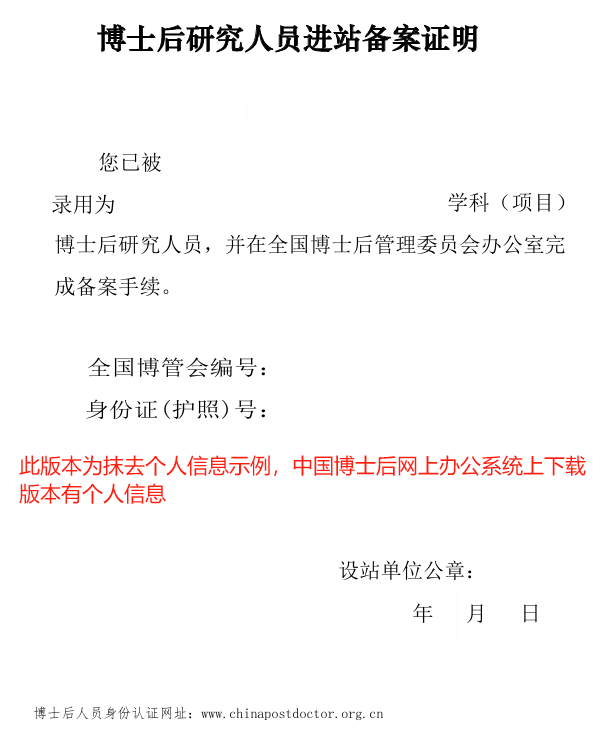 博士后研究人员进站备案证明
您已被
录用为 学科（项目）
博士后研究人员，并在全国博士后管理委员会办公室完
成备案手续。
全国博管会编号：
身份证(护照)号：
此版本为抹去个人信息示例，中国博士后网上办公系统上下载
版本有个人信息
设站单位公章：
年 月 日
博士后人员身份认证网址：www.chinapostdoctor.org.cn